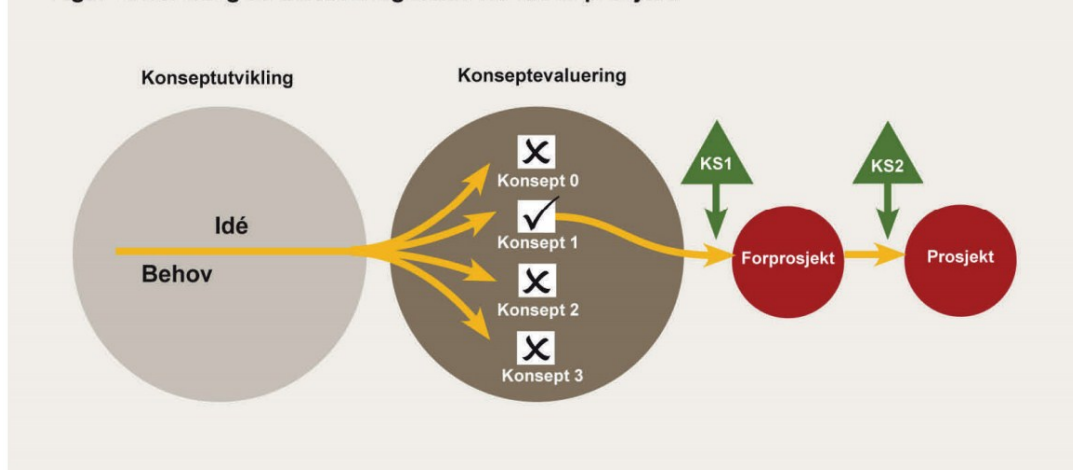 Konseptutvikling
Konseptevaluering
Idé
Behov
Konsept 0
Konsept 1
Konsept 2
Konsept 3
KS1
KS2
Forprosjekt
Prosjekt